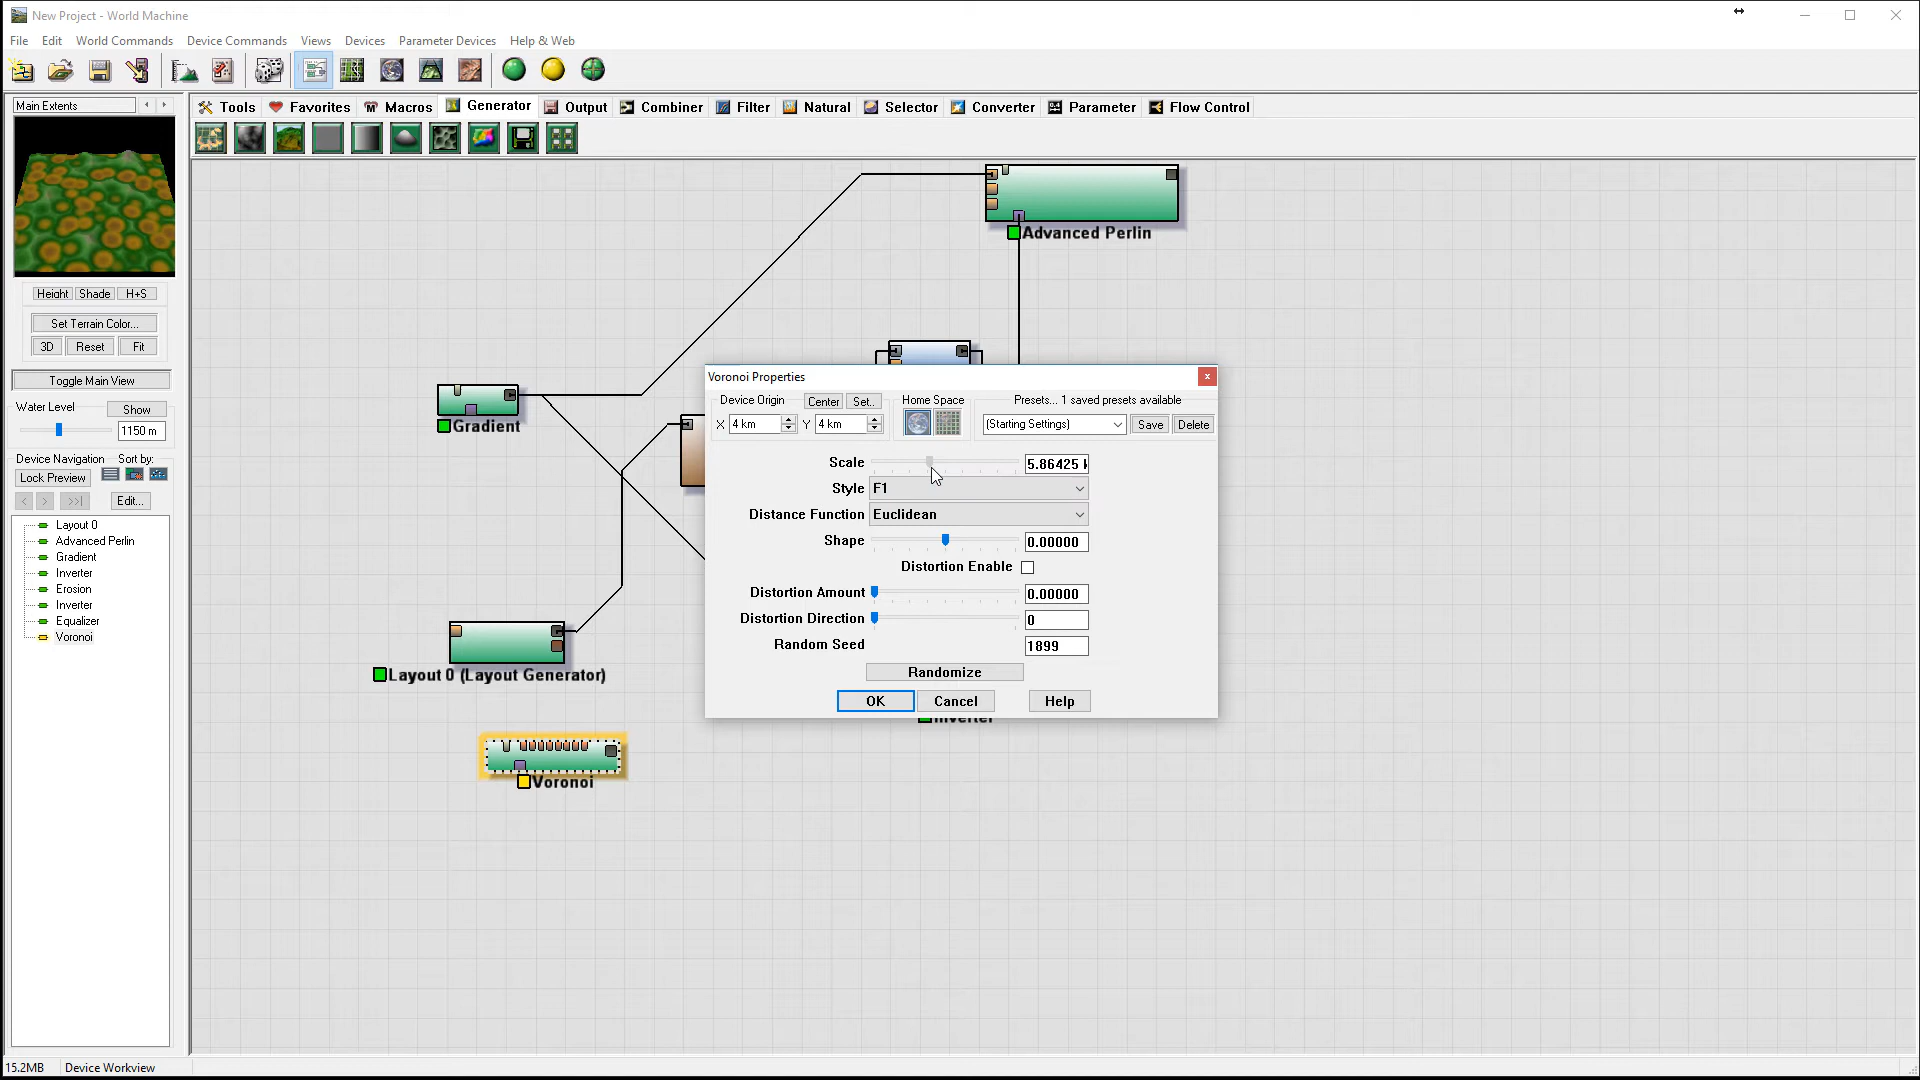 New Project - World Machine
File Edit World Commands Device Commands Views Devices Parameter Devices Help & Web
Main Extents
Tools Favorites Macros Generator Output Combiner Filter Natural Selector Converter Parameter Flow Control
Height Shade H+S
Set Terrain Color...
3D Reset Fit
Toggle Main View
Water Level Show
1150 m
Device Navigation Sort by:
Lock Preview
Edit...
Layout 0
Advanced Perlin
Gradient
Inverter
Erosion
Inverter
Equalizer
Voronoi
Advanced Perlin
Gradient
Layout 0 (Layout Generator)
Voronoi
Inverter
Voronoi Properties
Device Origin Center Set.. Home Space Presets... 1 saved presets available
X 4 km Y 4 km (Starting Settings) Save Delete
Scale 5.86425
Style F1
Distance Function Euclidean
Shape 0.00000
Distortion Enable
Distortion Amount 0.00000
Distortion Direction 0
Random Seed 1899
Randomize
OK Cancel Help
15.2MB Device Workview